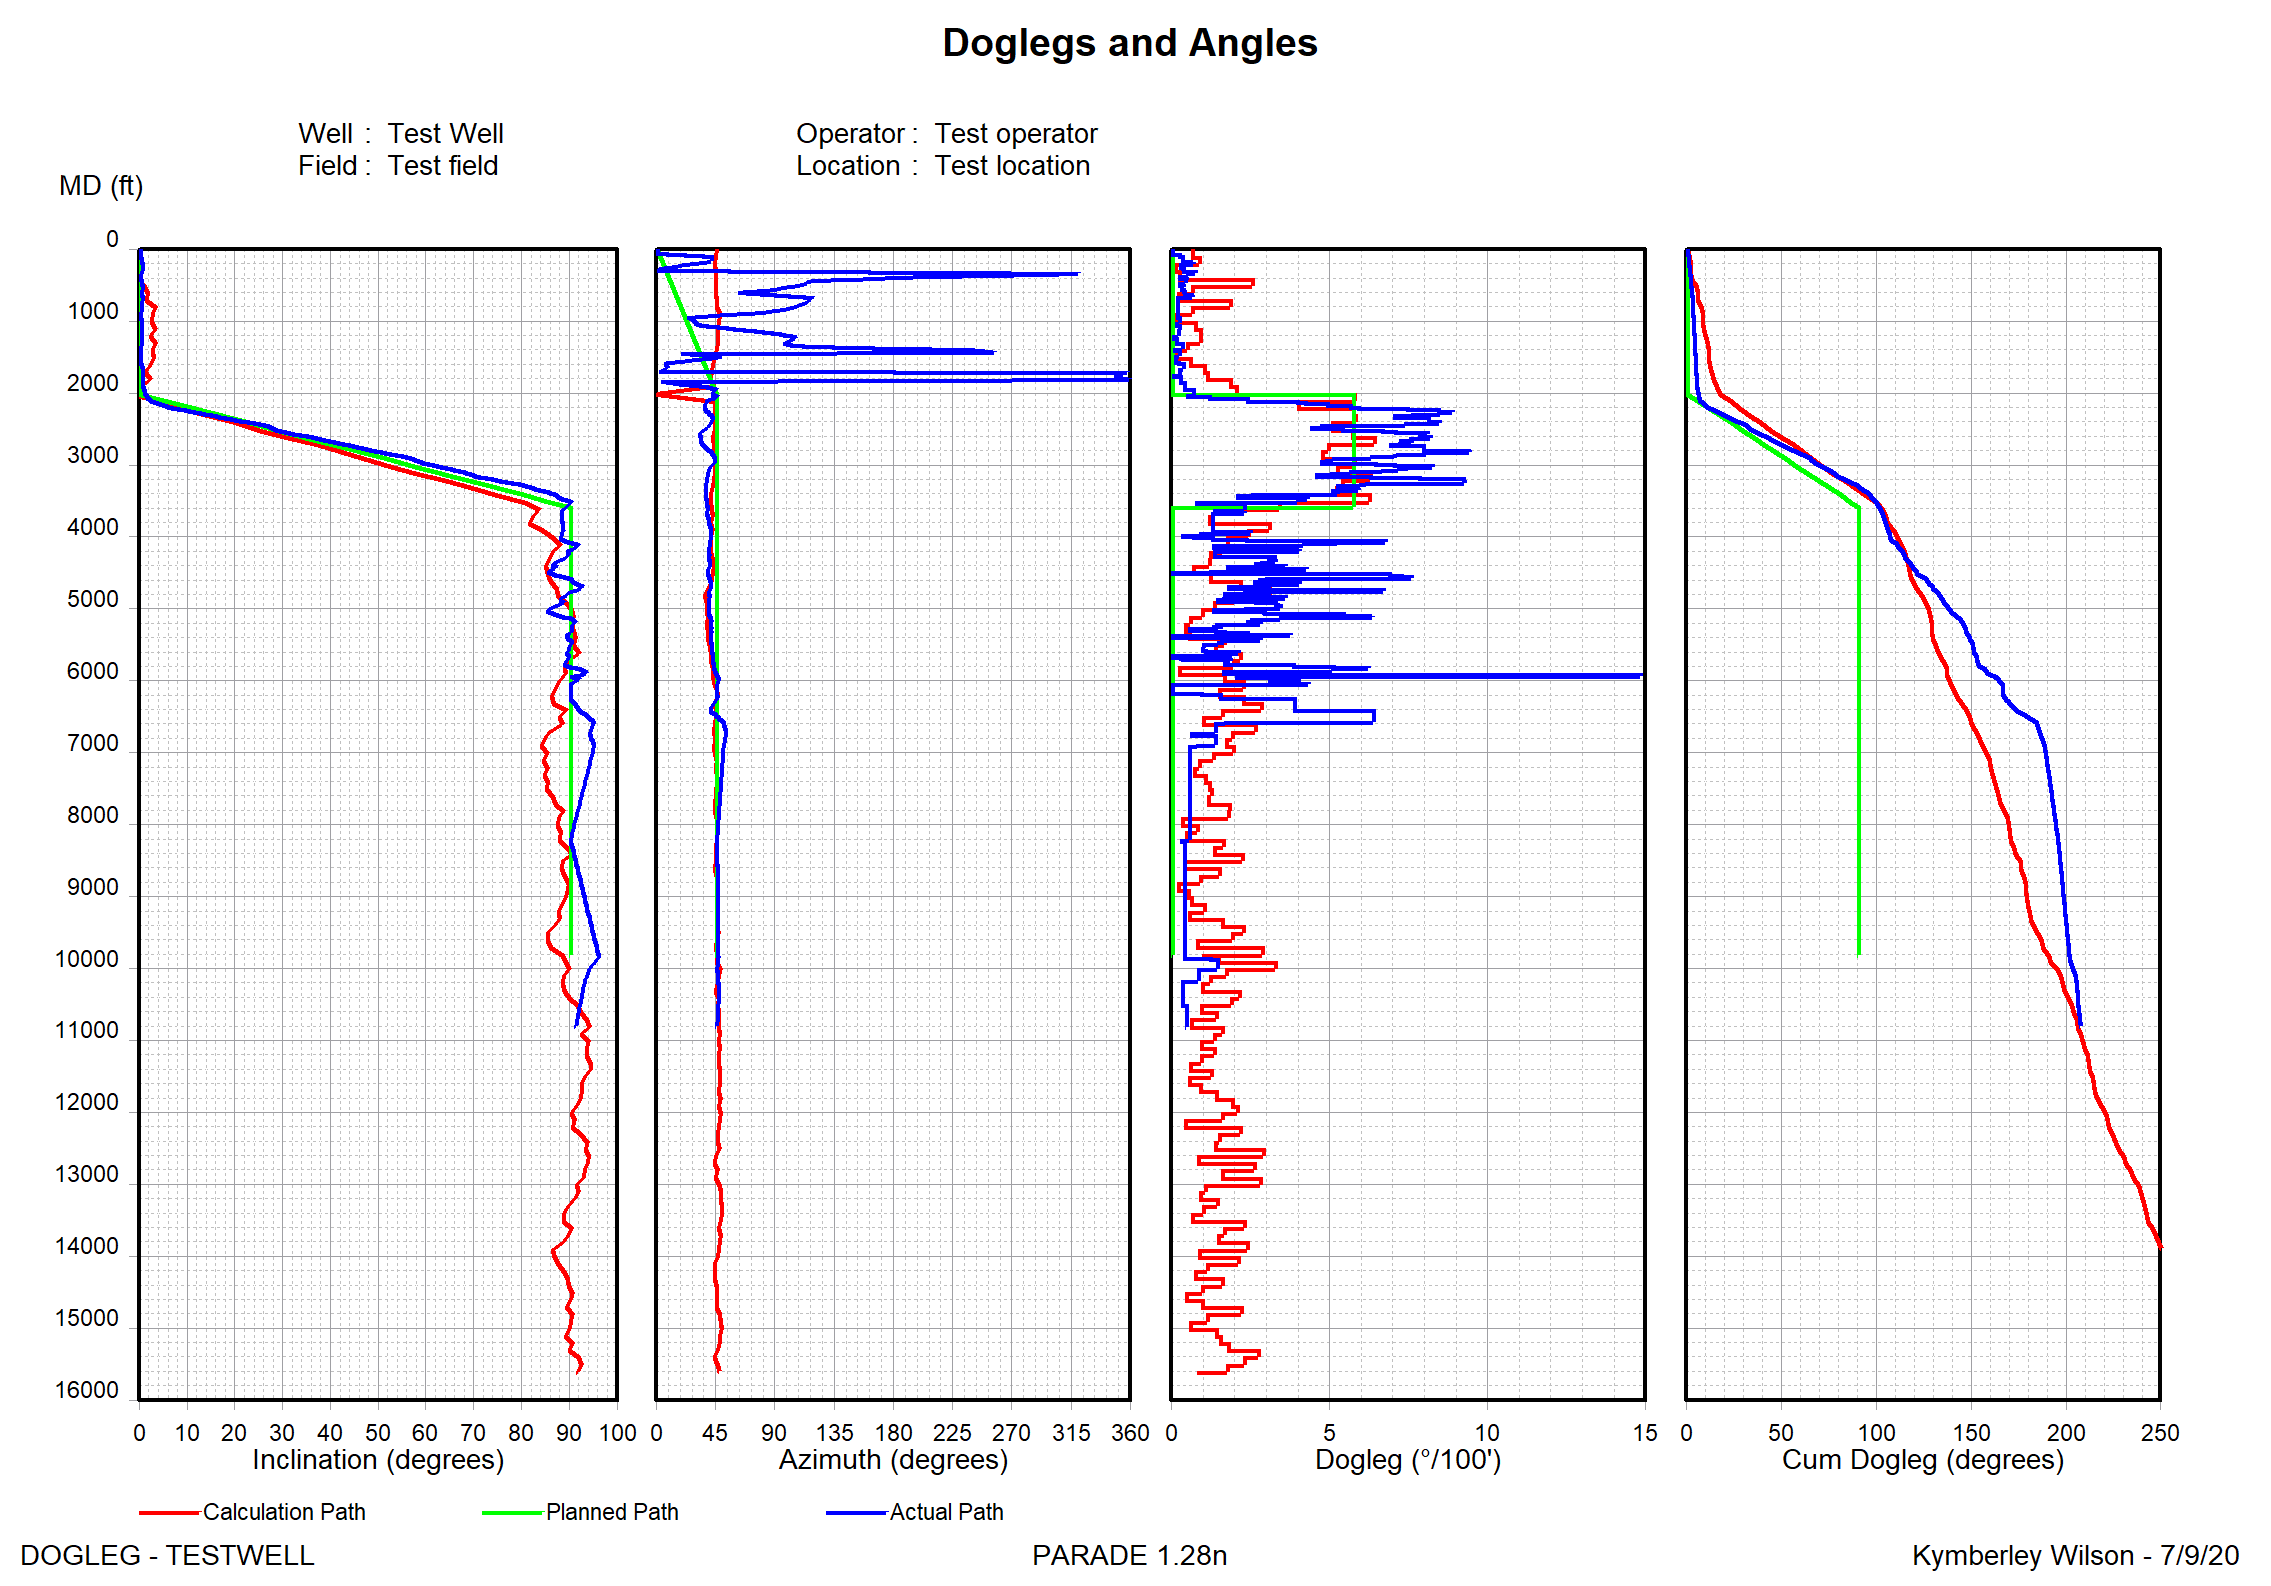 Doglegs and Angles
Well : Test Well
Operator : Test operator
Field : Test field
Location : Test location
MD (ft)
0
1000
2000
3000
4000
5000
6000
7000
8000
9000
10000
11000
12000
13000
14000
15000
16000
0 10 20 30 40 50 60 70 80 90 100
0 45 90 135 180 225 270 315 360
0 5 10 15
0 50 100 150 200 250
Inclination (degrees)
Azimuth (degrees)
Dogleg (°/100')
Cum Dogleg (degrees)
Calculation Path
Planned Path
Actual Path
DOGLEG - TESTWELL
PARADE 1.28n
Kymberley Wilson - 7/9/20